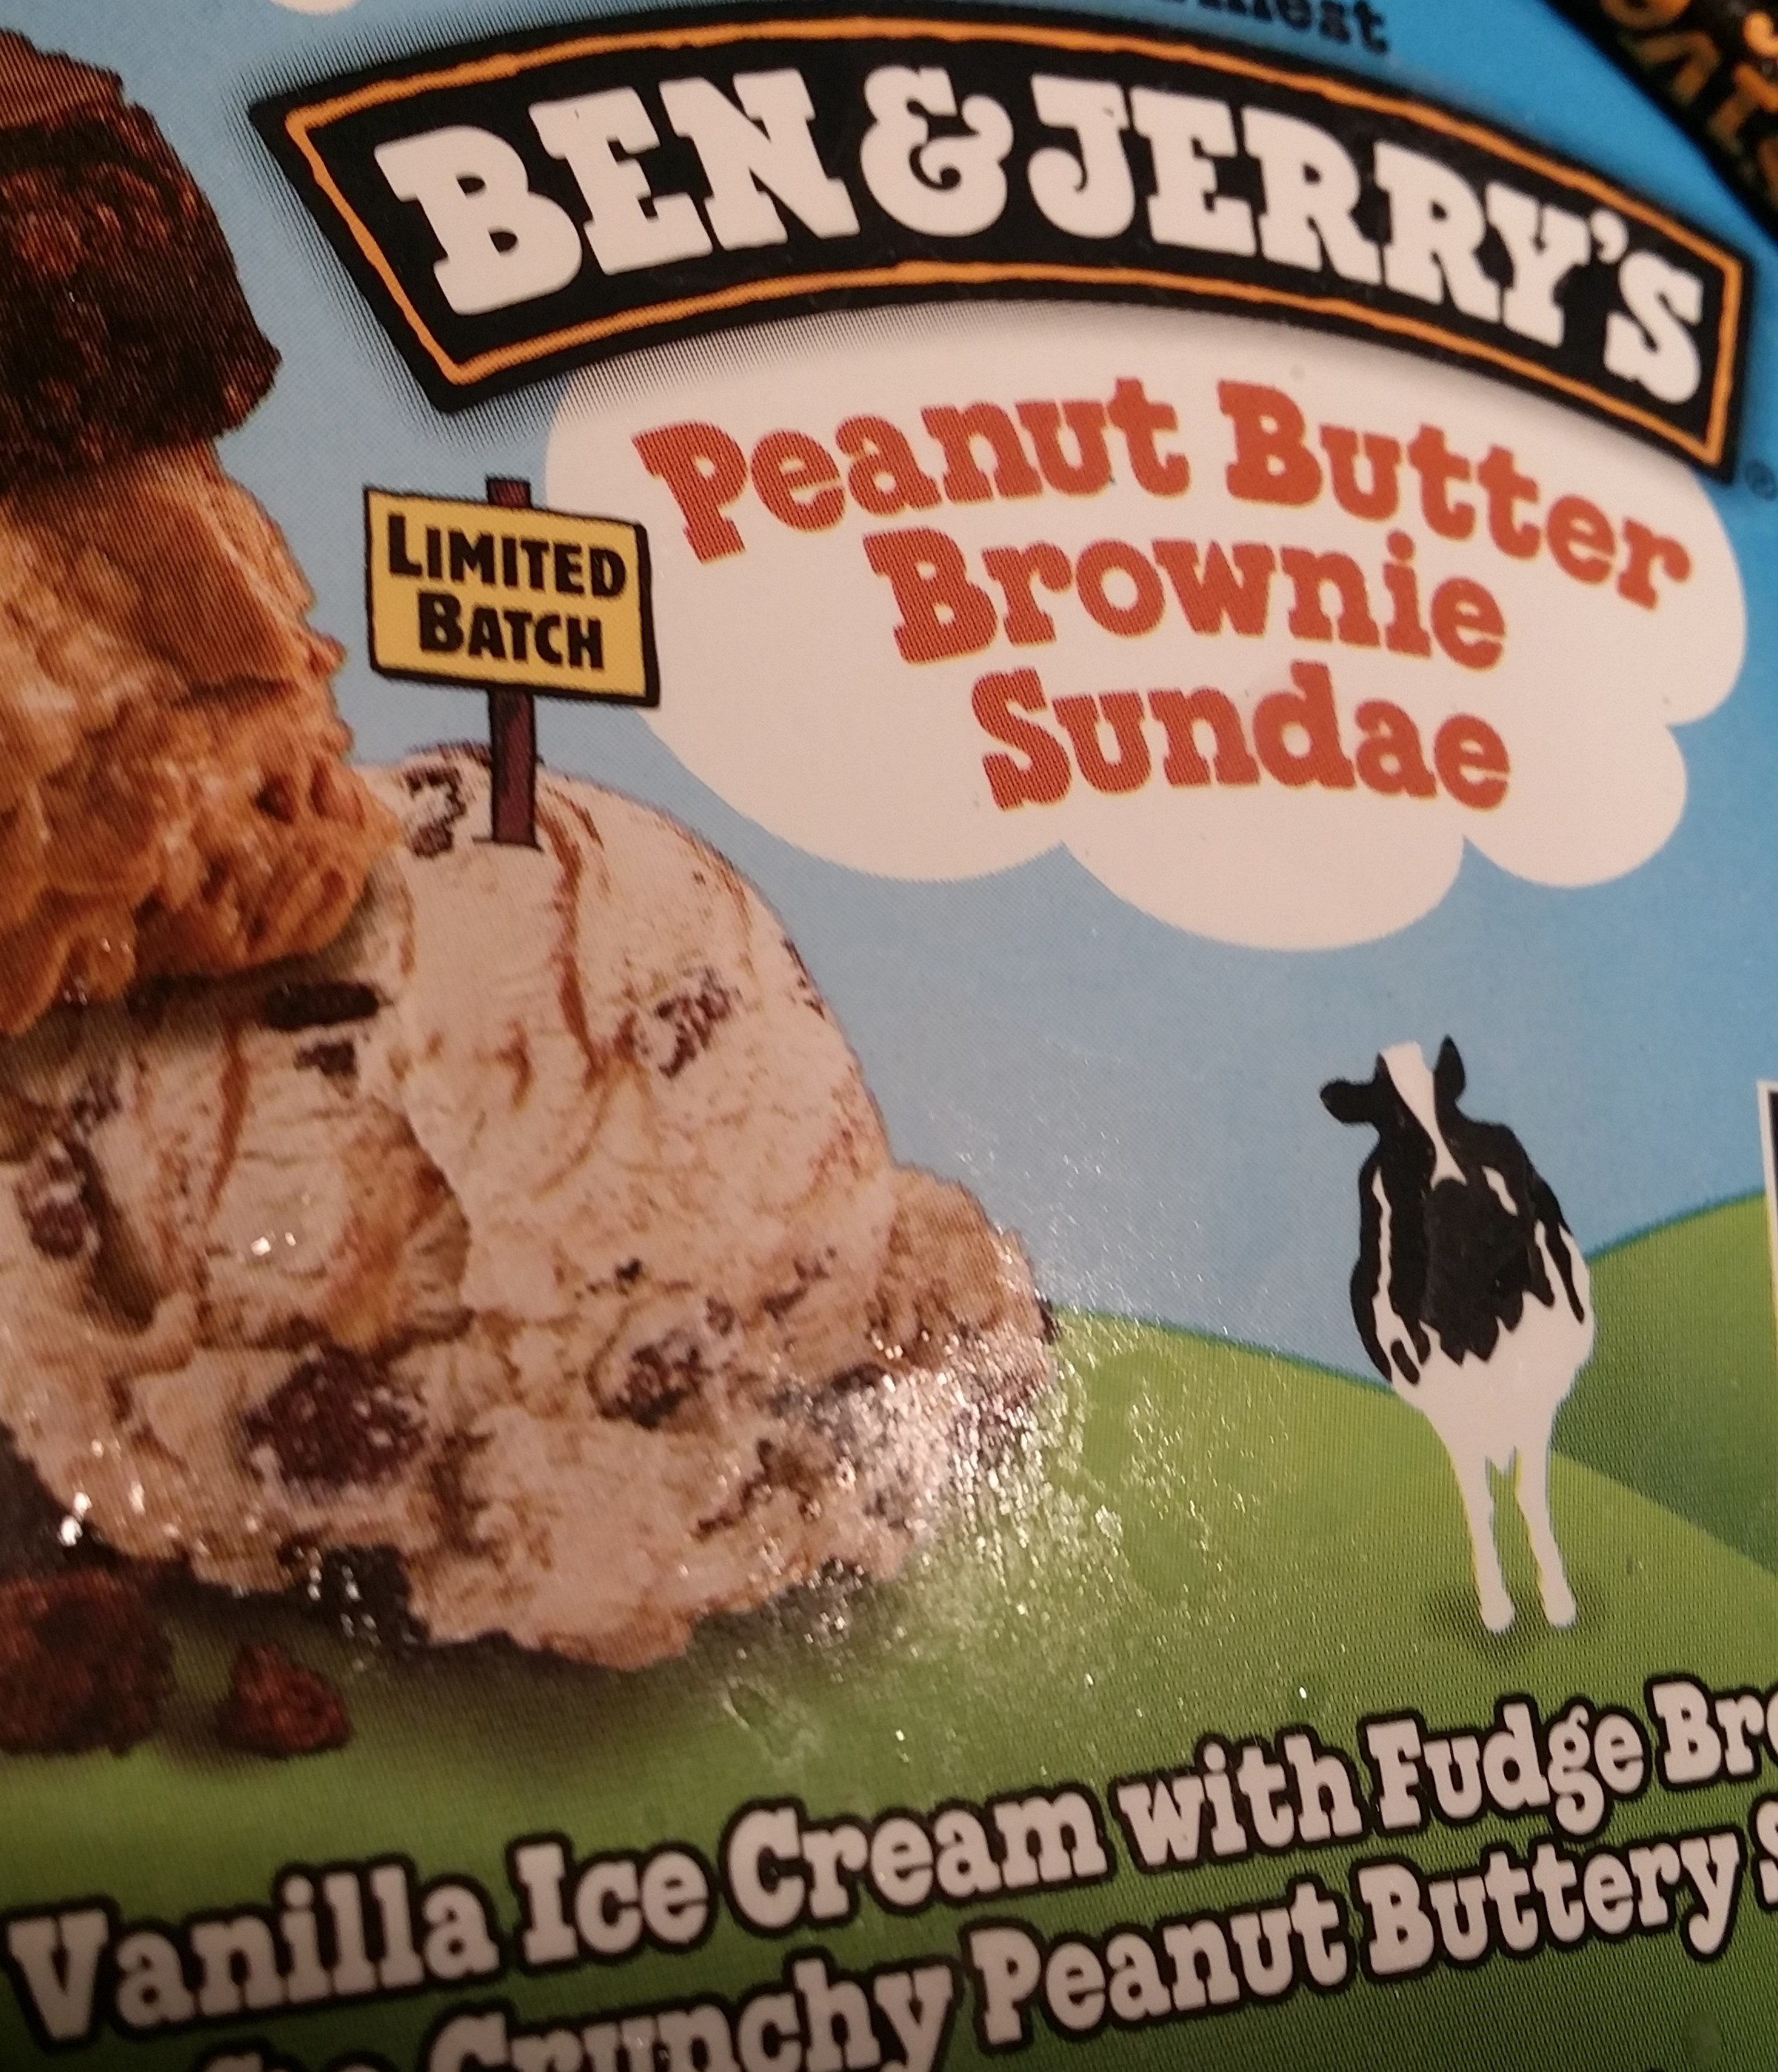 BEN & JERRY'S
®
Peanut Butter
Brownie
Sundae
LIMITED
BATCH
Vanilla Ice Cream with Fudge
Crunchy Peanut Buttery